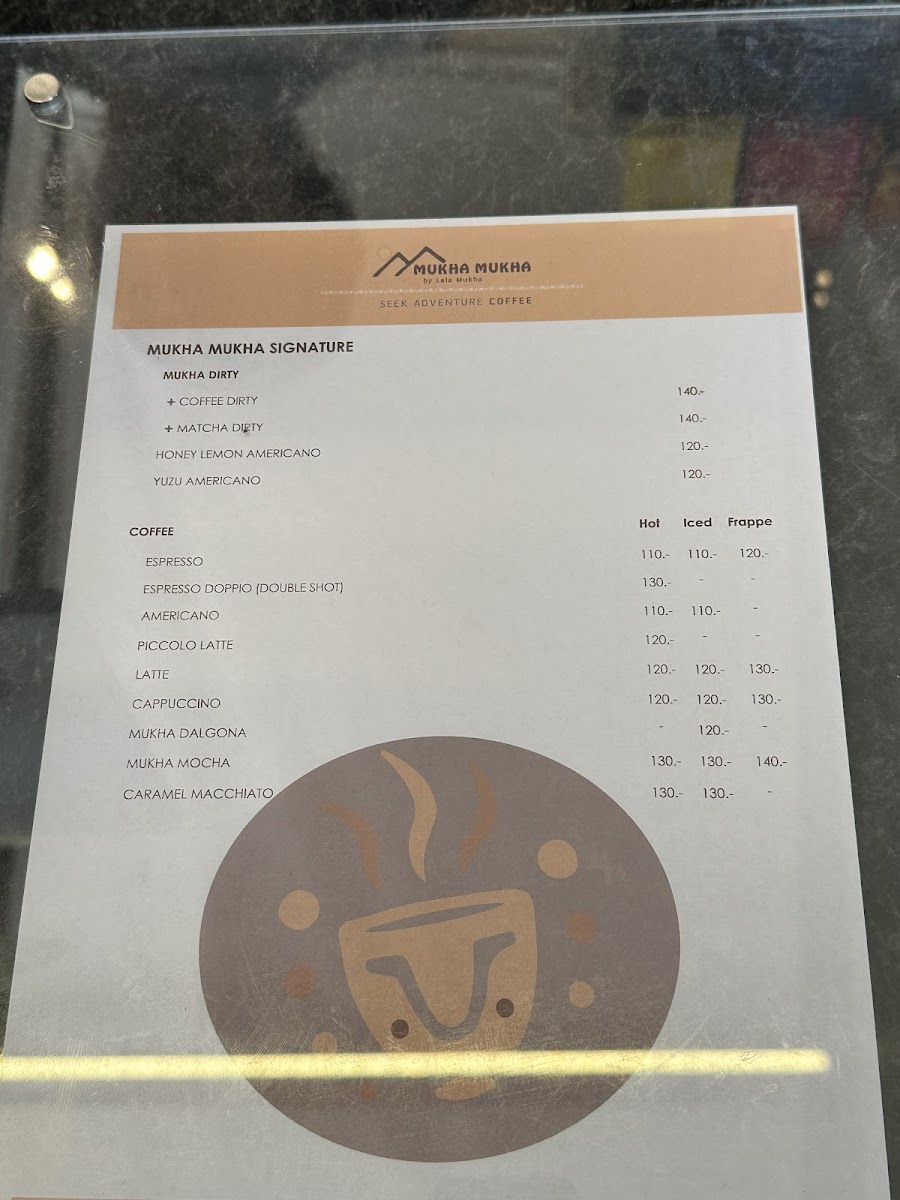 MUKHA MUKHA
by Lala Mukha
SEEK ADVENTURE COFFEE
MUKHA MUKHA SIGNATURE
MUKHA DIRTY
+ COFFEE DIRTY 140.-
+ MATCHA DIRTY 140.-
HONEY LEMON AMERICANO 120.-
YUZU AMERICANO 120.-
COFFEE Hot Iced Frappe
ESPRESSO 110.- 110.- 120.-
ESPRESSO DOPPIO (DOUBLE SHOT) 130.- - -
AMERICANO 110.- 110.- -
PICCOLO LATTE 120.- - -
LATTE 120.- 120.- 130.-
CAPPUCCINO 120.- 120.- 130.-
MUKHA DALGONA - 120.- -
MUKHA MOCHA 130.- 130.- 140.-
CARAMEL MACCHIATO 130.- 130.- -